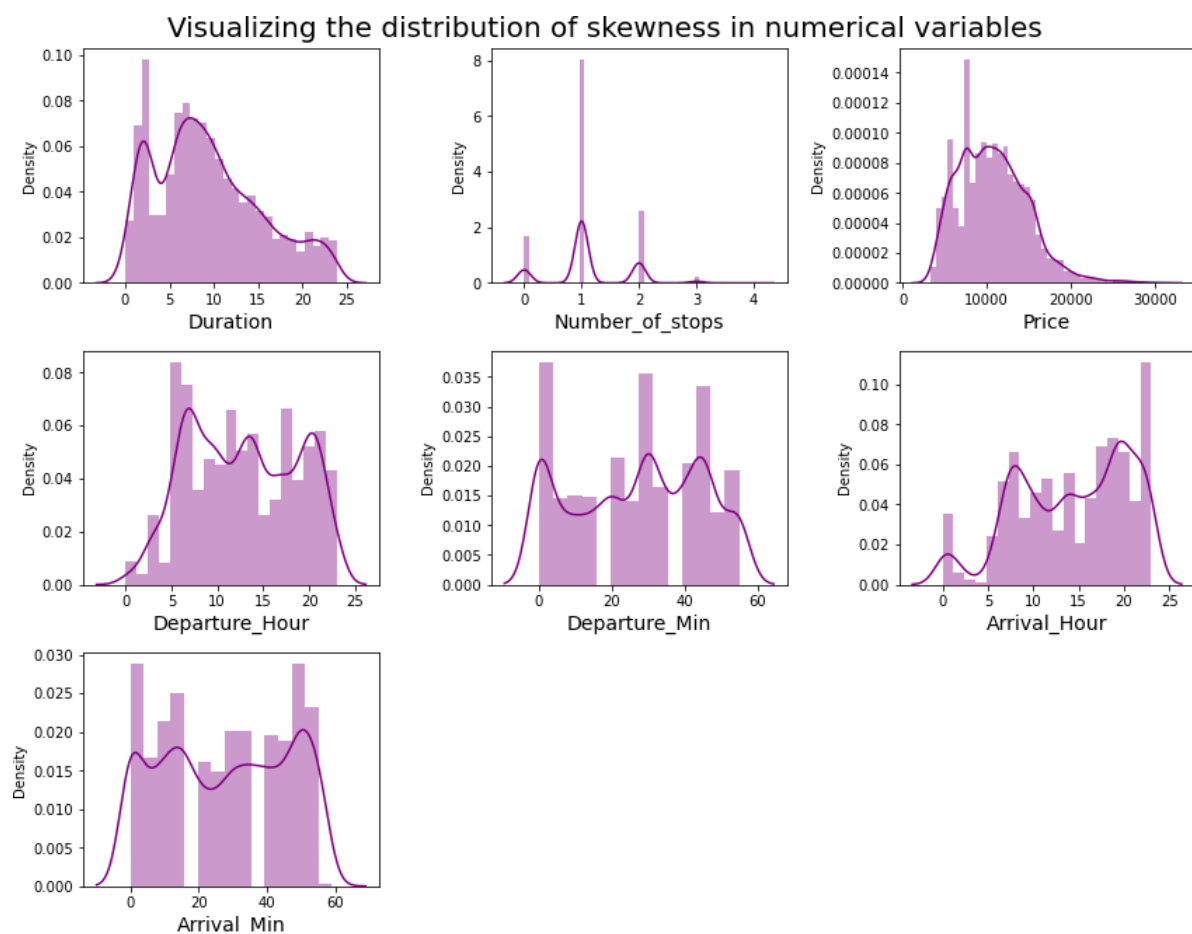 Visualizing the distribution of skewness in numerical variables
0.10
0.08
0.06
0.04
0.02
0.00
Density
0 5 10 15 20 25
Duration
8
6
4
2
0
Density
0 1 2 3 4
Number_of_stops
0.00014
0.00012
0.00010
0.00008
0.00006
0.00004
0.00002
0.00000
Density
0 10000 20000 30000
Price
0.08
0.06
0.04
0.02
0.00
Density
0 5 10 15 20 25
Departure_Hour
0.035
0.030
0.025
0.020
0.015
0.010
0.005
0.000
Density
0 20 40 60
Departure_Min
0.10
0.08
0.06
0.04
0.02
0.00
Density
0 5 10 15 20 25
Arrival_Hour
0.030
0.025
0.020
0.015
0.010
0.005
0.000
Density
0 20 40 60
Arrival_Min